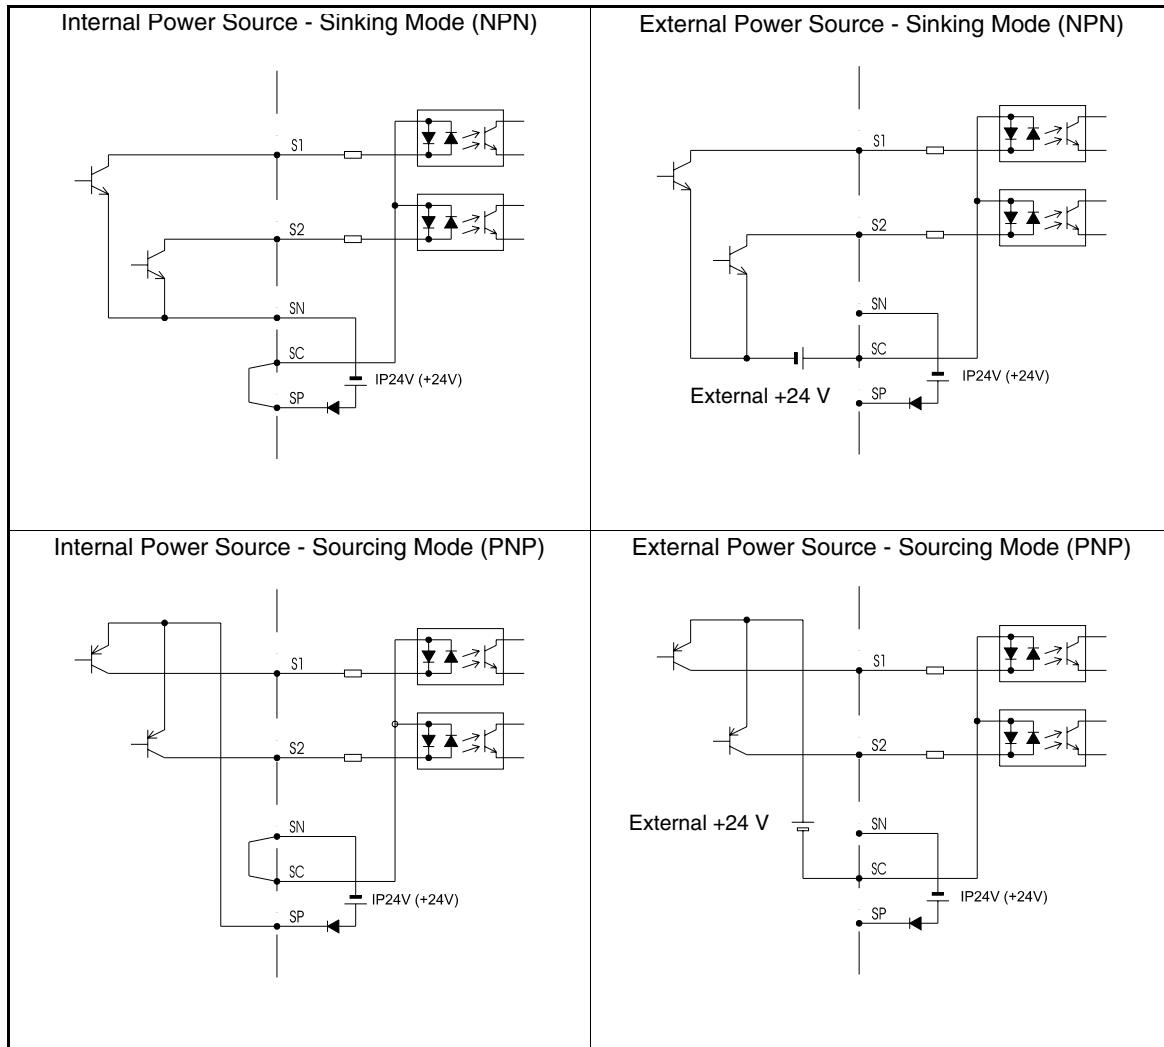 Internal Power Source - Sinking Mode (NPN)
S1
S2
SN
SC
IP24V (+24V)
SP
External Power Source - Sinking Mode (NPN)
S1
S2
SN
SC
IP24V (+24V)
External +24 V
SP
Internal Power Source - Sourcing Mode (PNP)
S1
S2
SN
SC
IP24V (+24V)
SP
External Power Source - Sourcing Mode (PNP)
S1
S2
External +24 V
SN
SC
IP24V (+24V)
SP